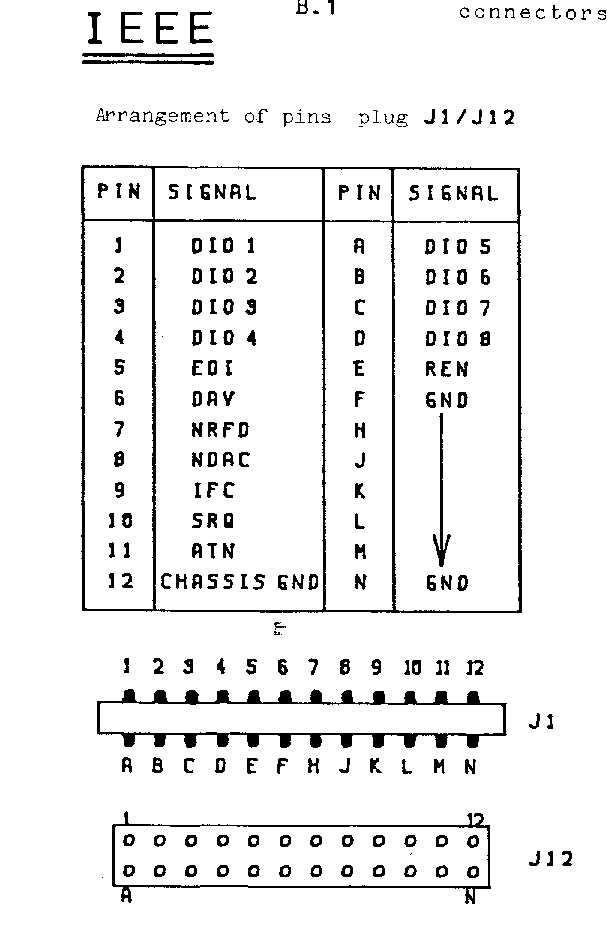 B.1 connectors
IEEE
Arrangement of pins plug J1/J12
PIN SIGNAL PIN SIGNAL
1 DIO 1 A DIO 5
2 DIO 2 B DIO 6
3 DIO 3 C DIO 7
4 DIO 4 D DIO 8
5 EOI E REN
6 DAV F GND
7 NRFD H
8 NDAC J
9 IFC K
10 SRQ L
11 ATN M
12 CHASSIS GND N GND
1 2 3 4 5 6 7 8 9 10 11 12
J1
A B C D E F H J K L M N
1 12
J12
A N